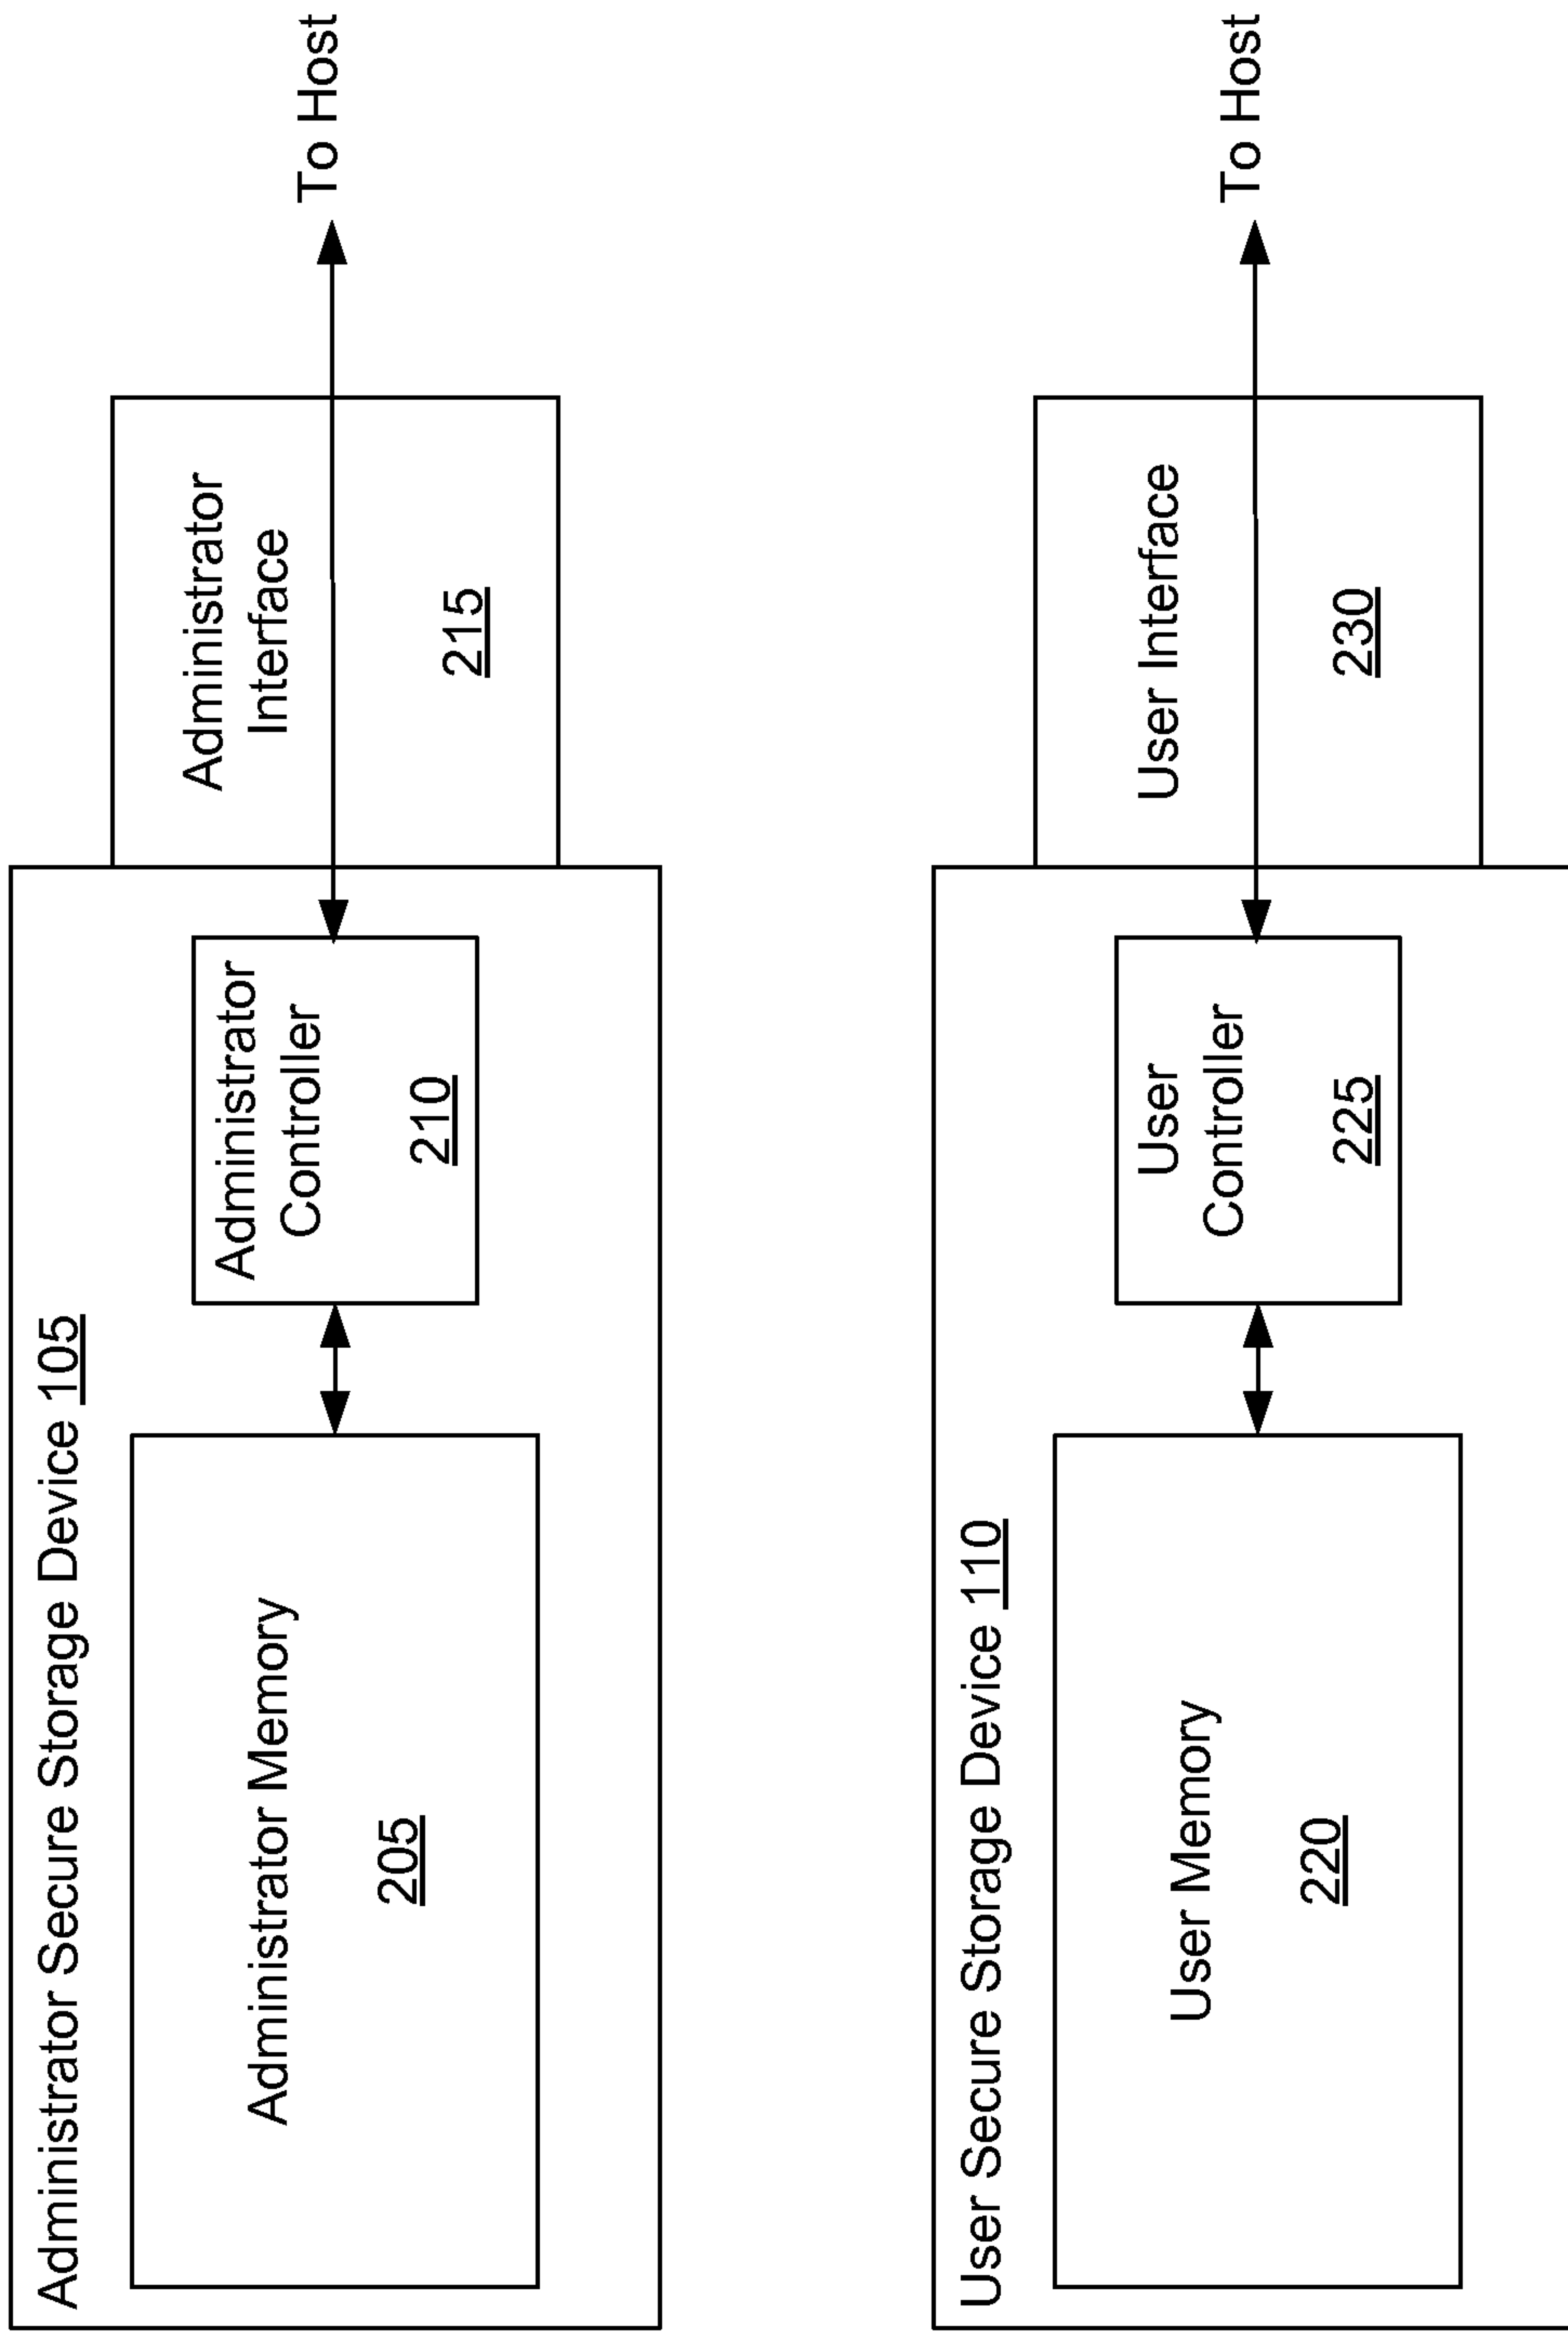 Administrator Secure Storage Device 105
Administrator Memory
205
Administrator
Controller
210
Administrator
Interface
215
To Host
User Secure Storage Device 110
User Memory
220
User
Controller
225
User Interface
230
To Host